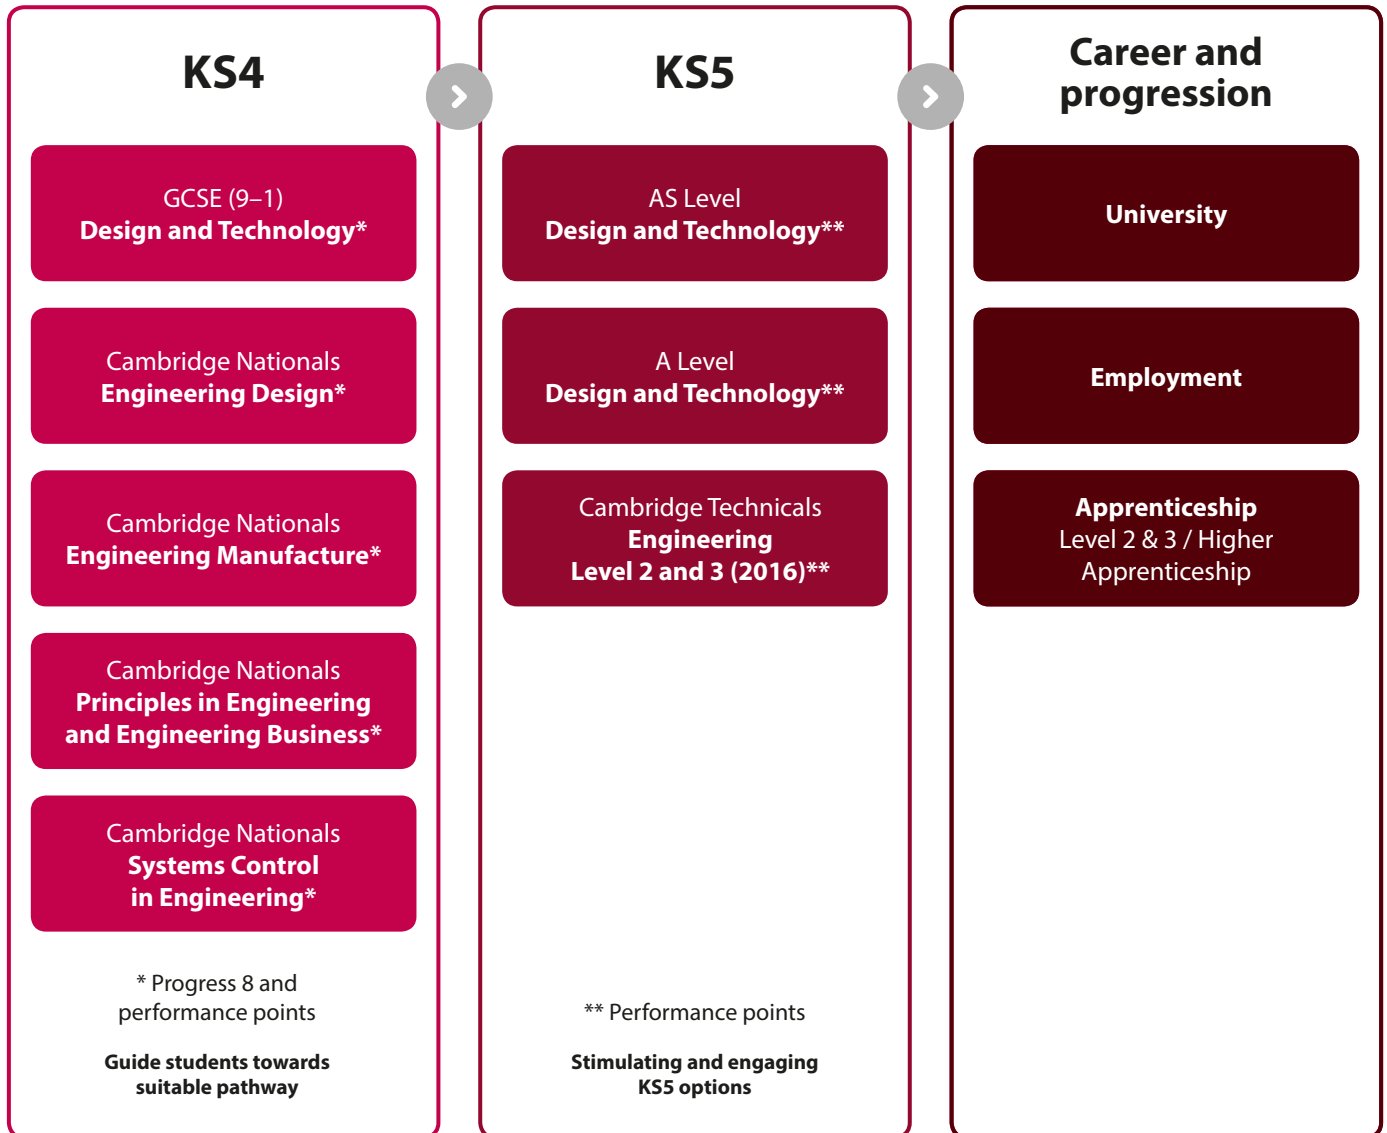 KS4
GCSE (9–1)
Design and Technology*
Cambridge Nationals
Engineering Design*
Cambridge Nationals
Engineering Manufacture*
Cambridge Nationals
Principles in Engineering
and Engineering Business*
Cambridge Nationals
Systems Control
in Engineering*
* Progress 8 and
performance points
Guide students towards
suitable pathway
KS5
AS Level
Design and Technology**
A Level
Design and Technology**
Cambridge Technicals
Engineering
Level 2 and 3 (2016)**
** Performance points
Stimulating and engaging
KS5 options
Career and
progression
University
Employment
Apprenticeship
Level 2 & 3 / Higher
Apprenticeship